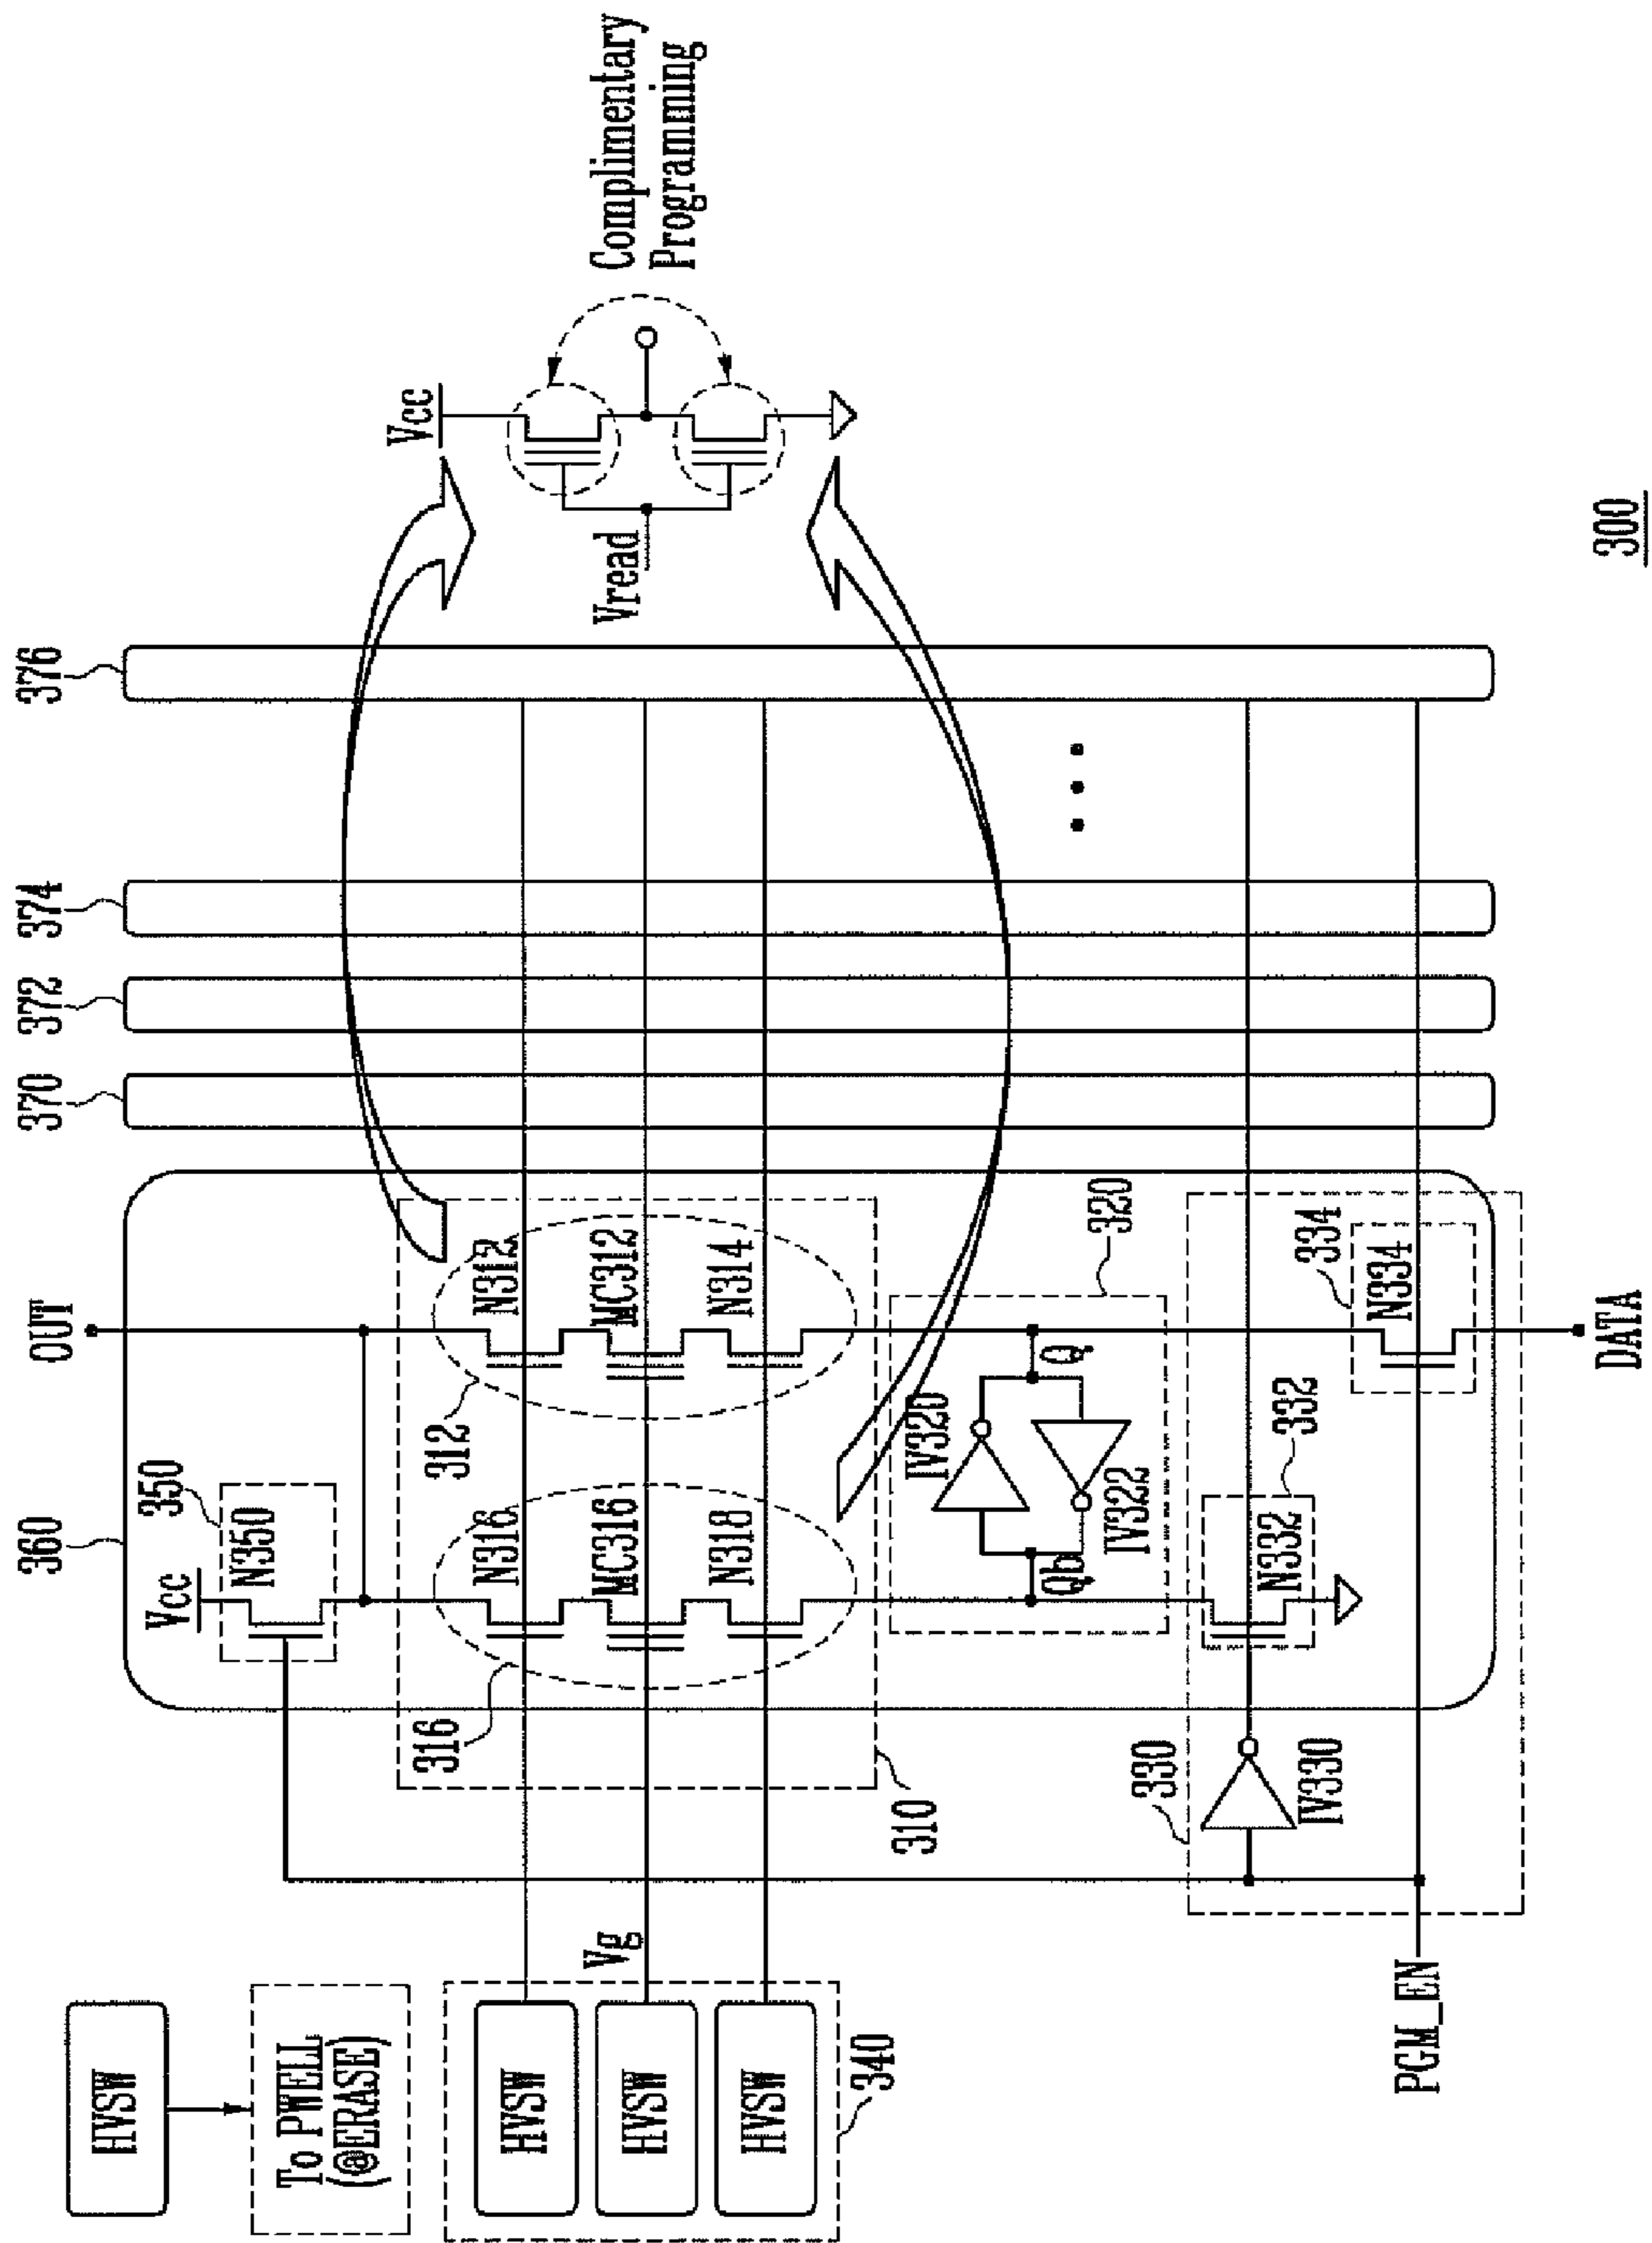 360
370
372
374
376
OUT
HVSW
To PWELL
(@ERASE)
350
Vcc
N350
Vcc
Complimentary
Programming
Vread
HVSW
HVSW
HVSW
340
Vg
316
N316
MC316
N318
312
N312
MC312
N314
310
320
IV320
Q
Qb
IV322
330
IV330
332
N332
334
N334
PGM_EN
DATA
300